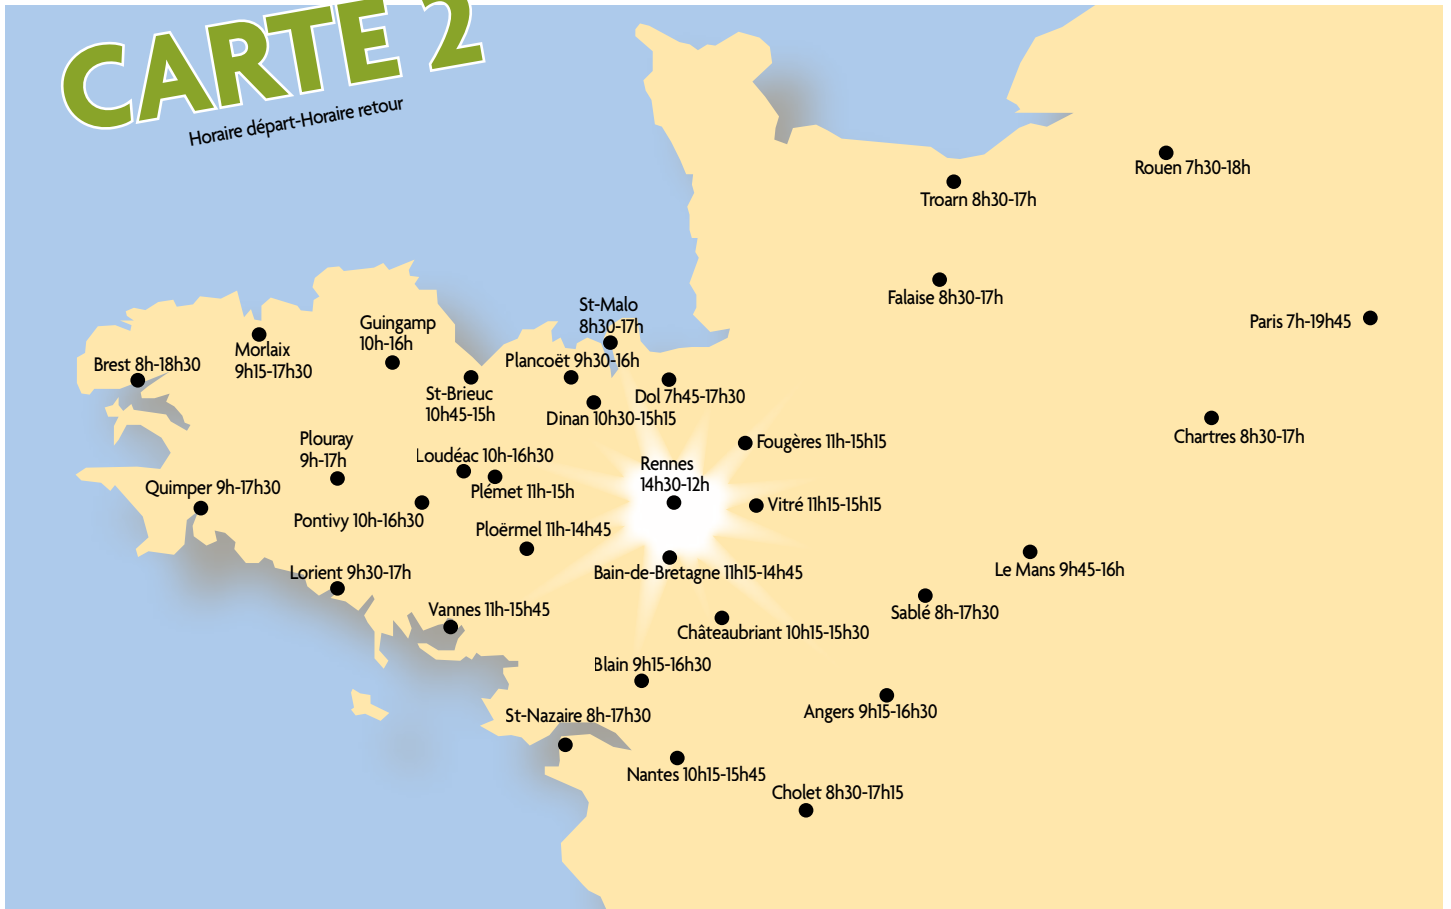 CARTE 2
Horaire départ-Horaire retour
Rouen 7h30-18h
Troarn 8h30-17h
Falaise 8h30-17h
Paris 7h-19h45
St-Malo
8h30-17h
Guingamp
10h-16h
Morlaix
9h15-17h30
Brest 8h-18h30
Plancoët 9h30-16h
St-Brieuc
10h45-15h
Dol 7h45-17h30
Dinan 10h30-15h15
Chartres 8h30-17h
Fougères 11h-15h15
Plouray
9h-17h
Loudéac 10h-16h30
Rennes
14h30-12h
Plémet 11h-15h
Quimper 9h-17h30
Vitré 11h15-15h15
Pontivy 10h-16h30
Ploërmel 11h-14h45
Lorient 9h30-17h
Bain-de-Bretagne 11h15-14h45
Le Mans 9h45-16h
Vannes 11h-15h45
Sablé 8h-17h30
Châteaubriant 10h15-15h30
Blain 9h15-16h30
Angers 9h15-16h30
St-Nazaire 8h-17h30
Nantes 10h15-15h45
Cholet 8h30-17h15